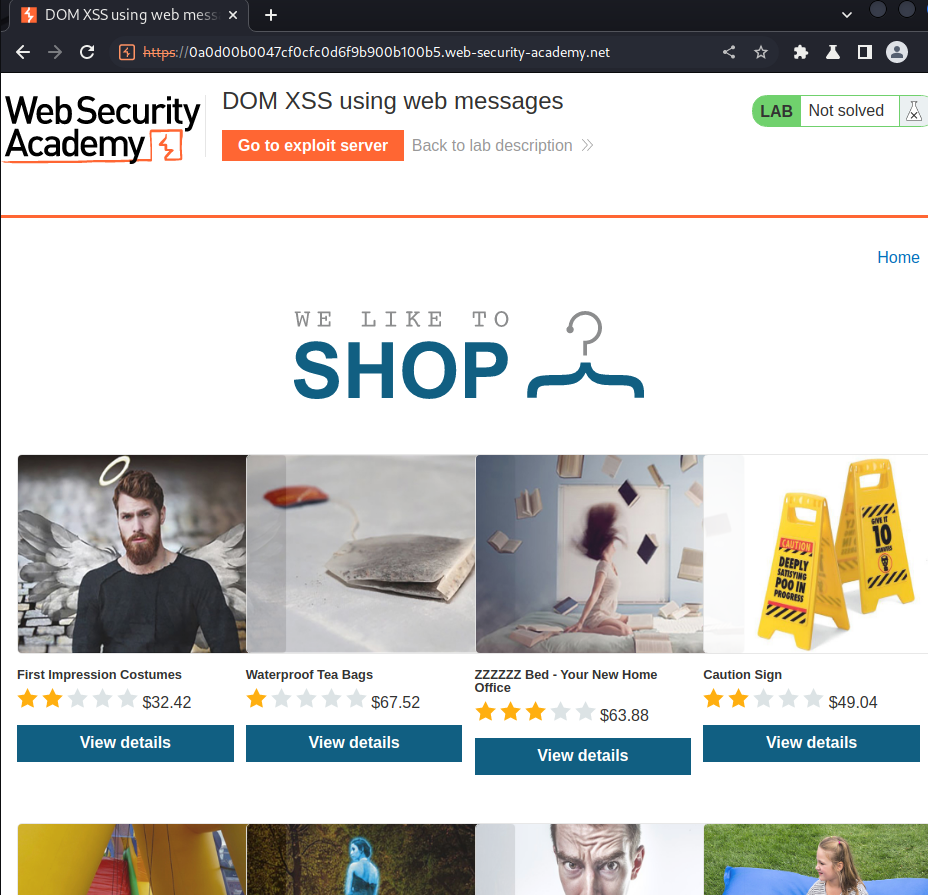 DOM XSS using web mess
https://0a0d00b0047cf0cfc0d6f9b900b100b5.web-security-academy.net
Web Security
Academy
DOM XSS using web messages
Go to exploit server
Back to lab description
LAB
Not solved
Home
WE LIKE TO
SHOP
CAUTION
DEEPLY
SATISFYING
POO IN
PROGRESS
GIVE IT
10
MINUTES
First Impression Costumes
$32.42
View details
Waterproof Tea Bags
$67.52
View details
ZZZZZZ Bed - Your New Home
Office
$63.88
View details
Caution Sign
$49.04
View details